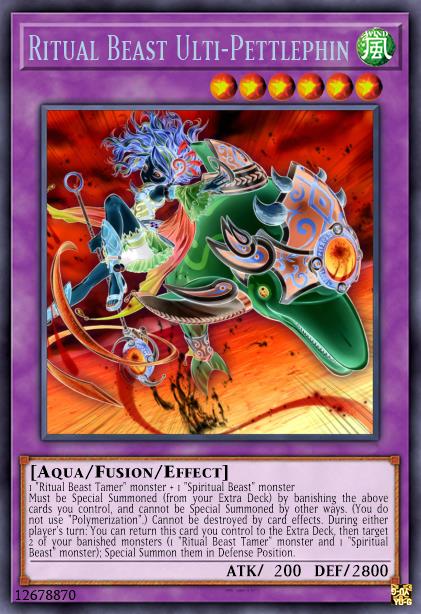 Ritual Beast Ulti-Pettlephin
WIND
風
[Aqua/Fusion/Effect]
1 "Ritual Beast Tamer" monster + 1 "Spiritual Beast" monster
Must be Special Summoned (from your Extra Deck) by banishing the above
cards you control, and cannot be Special Summoned by other ways. (You do
not use "Polymerization".) Cannot be destroyed by card effects. During either
player's turn: You can return this card you control to the Extra Deck, then target
2 of your banished monsters (1 "Ritual Beast Tamer" monster and 1 "Spiritual
Beast" monster); Special Summon them in Defense Position.
ATK/ 200 DEF/2800
12678870